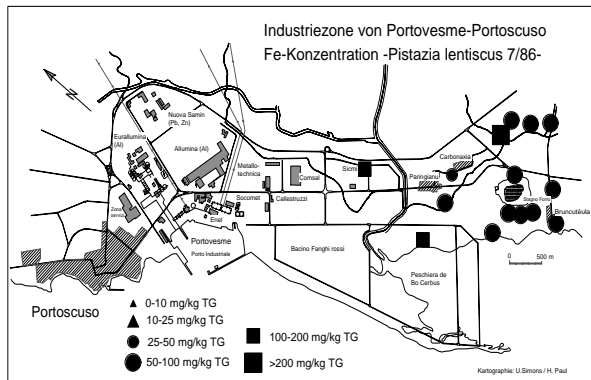 Industriezone von Portovesme-Portoscuso
Fe-Konzentration -Pistazia lentiscus 7/86-
N
Nuova Samin
(Pb, Zn)
Eurallumina
(Al)
Allumina (Al)
Metallo-
technica
Comsal
Sicmi
Carbonaxia
Paringianu
Zona
servizi
Socomet
Callestruzzi
Enel
Stagno Forru
Bruncutèula
Portovesme
Porto Industriale
Bacino Fanghi rossi
Peschiera de
Bo Cerbus
0 500 m
Portoscuso
0-10 mg/kg TG
10-25 mg/kg TG
25-50 mg/kg TG
50-100 mg/kg TG
100-200 mg/kg TG
>200 mg/kg TG
Kartographie: U.Simons / H. Paul